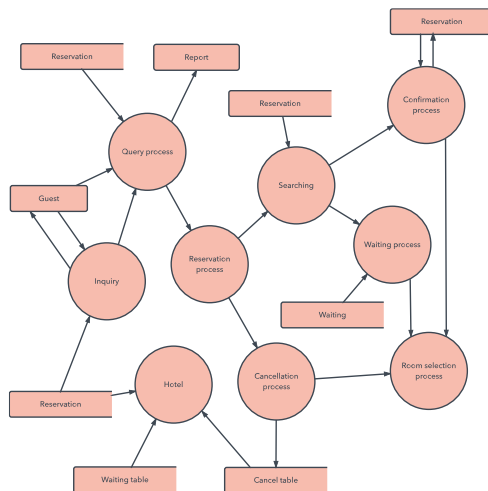 Reservation
Reservation
Report
Reservation
Confirmation
process
Query process
Searching
Guest
Waiting process
Reservation
process
Inquiry
Waiting
Room selection
process
Cancellation
process
Hotel
Reservation
Waiting table
Cancel table